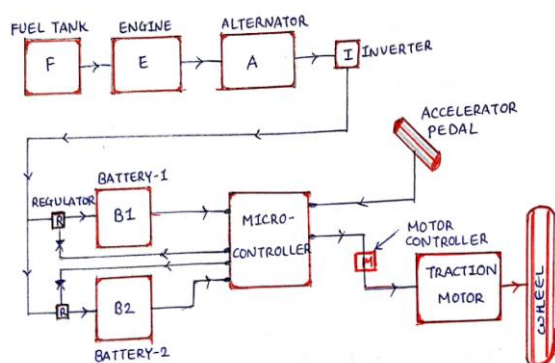 FUEL TANK
F
ENGINE
E
ALTERNATOR
A
I
INVERTER
ACCELERATOR
PEDAL
BATTERY-1
REGULATOR
R
B1
MICRO-
CONTROLLER
MOTOR
CONTROLLER
M
TRACTION
MOTOR
WHEEL
R
B2
BATTERY-2